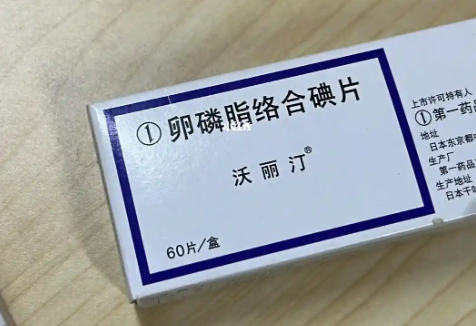 ①卵磷脂络合碘片
沃丽汀®
60片/盒
上市许可持有人
①第一药品
地址
日本东京都
生产厂
第一药品
生产地址
日本千叶